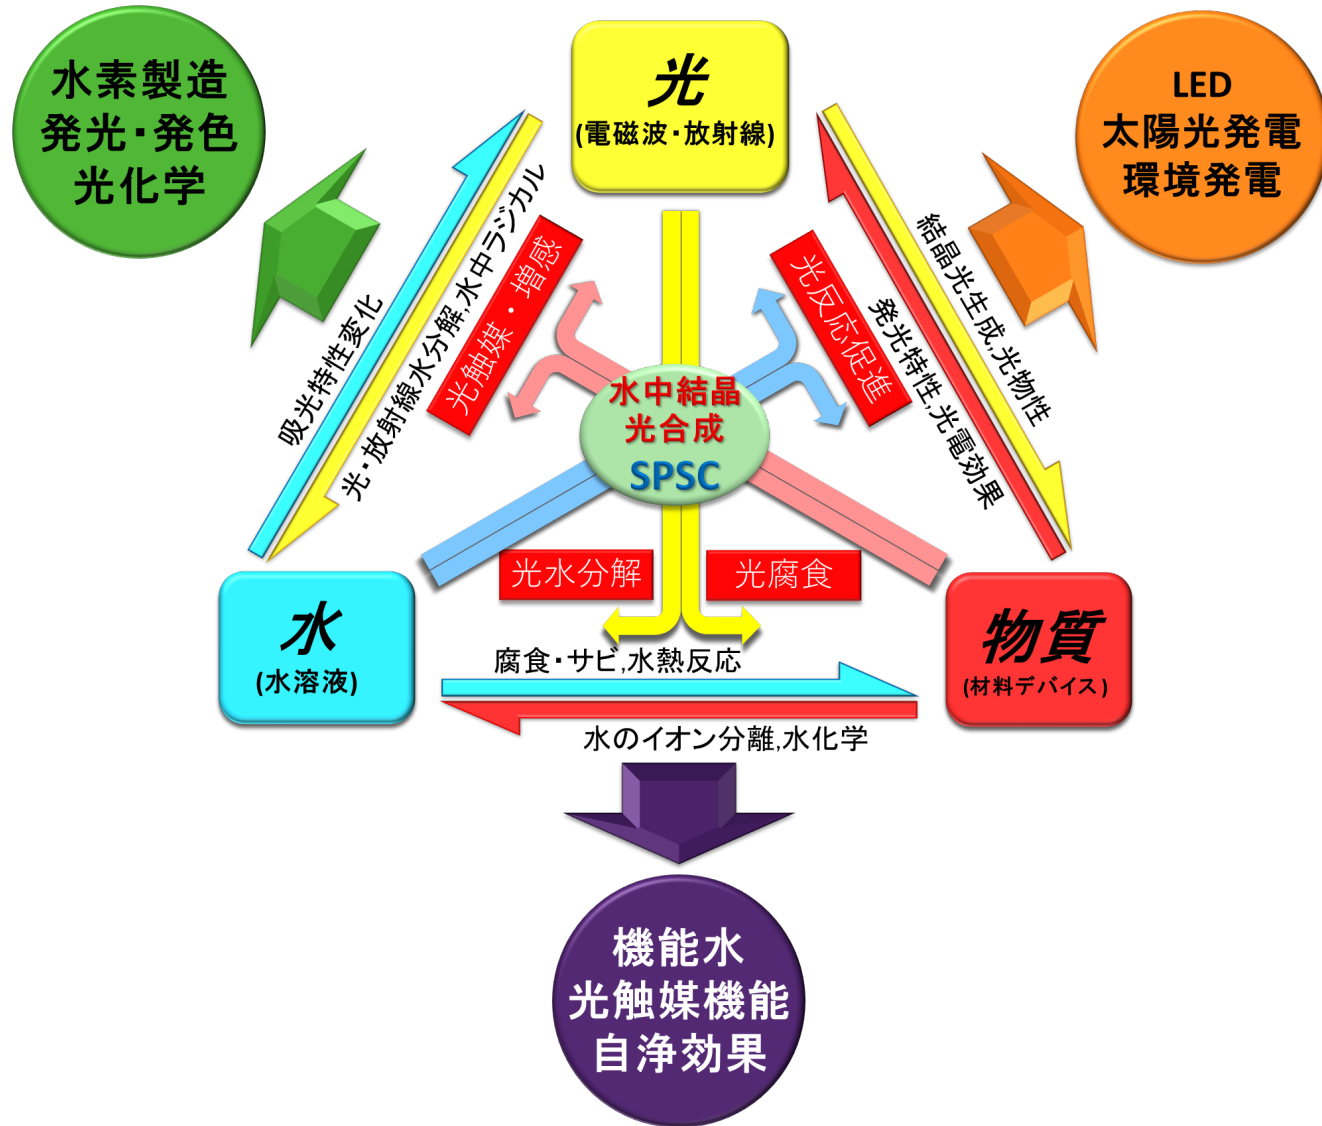 水素製造
発光・発色
光化学
光
(電磁波・放射線)
LED
太陽光発電
環境発電
吸光特性変化
光・放射線水分解,水中ラジカル
光触媒・増感
光反応促進
結晶光生成,光物性
発光特性,光電効果
水中結晶
光合成
SPSC
光水分解
光腐食
水
(水溶液)
物質
(材料デバイス)
腐食・サビ,水熱反応
水のイオン分離,水化学
機能水
光触媒機能
自浄効果